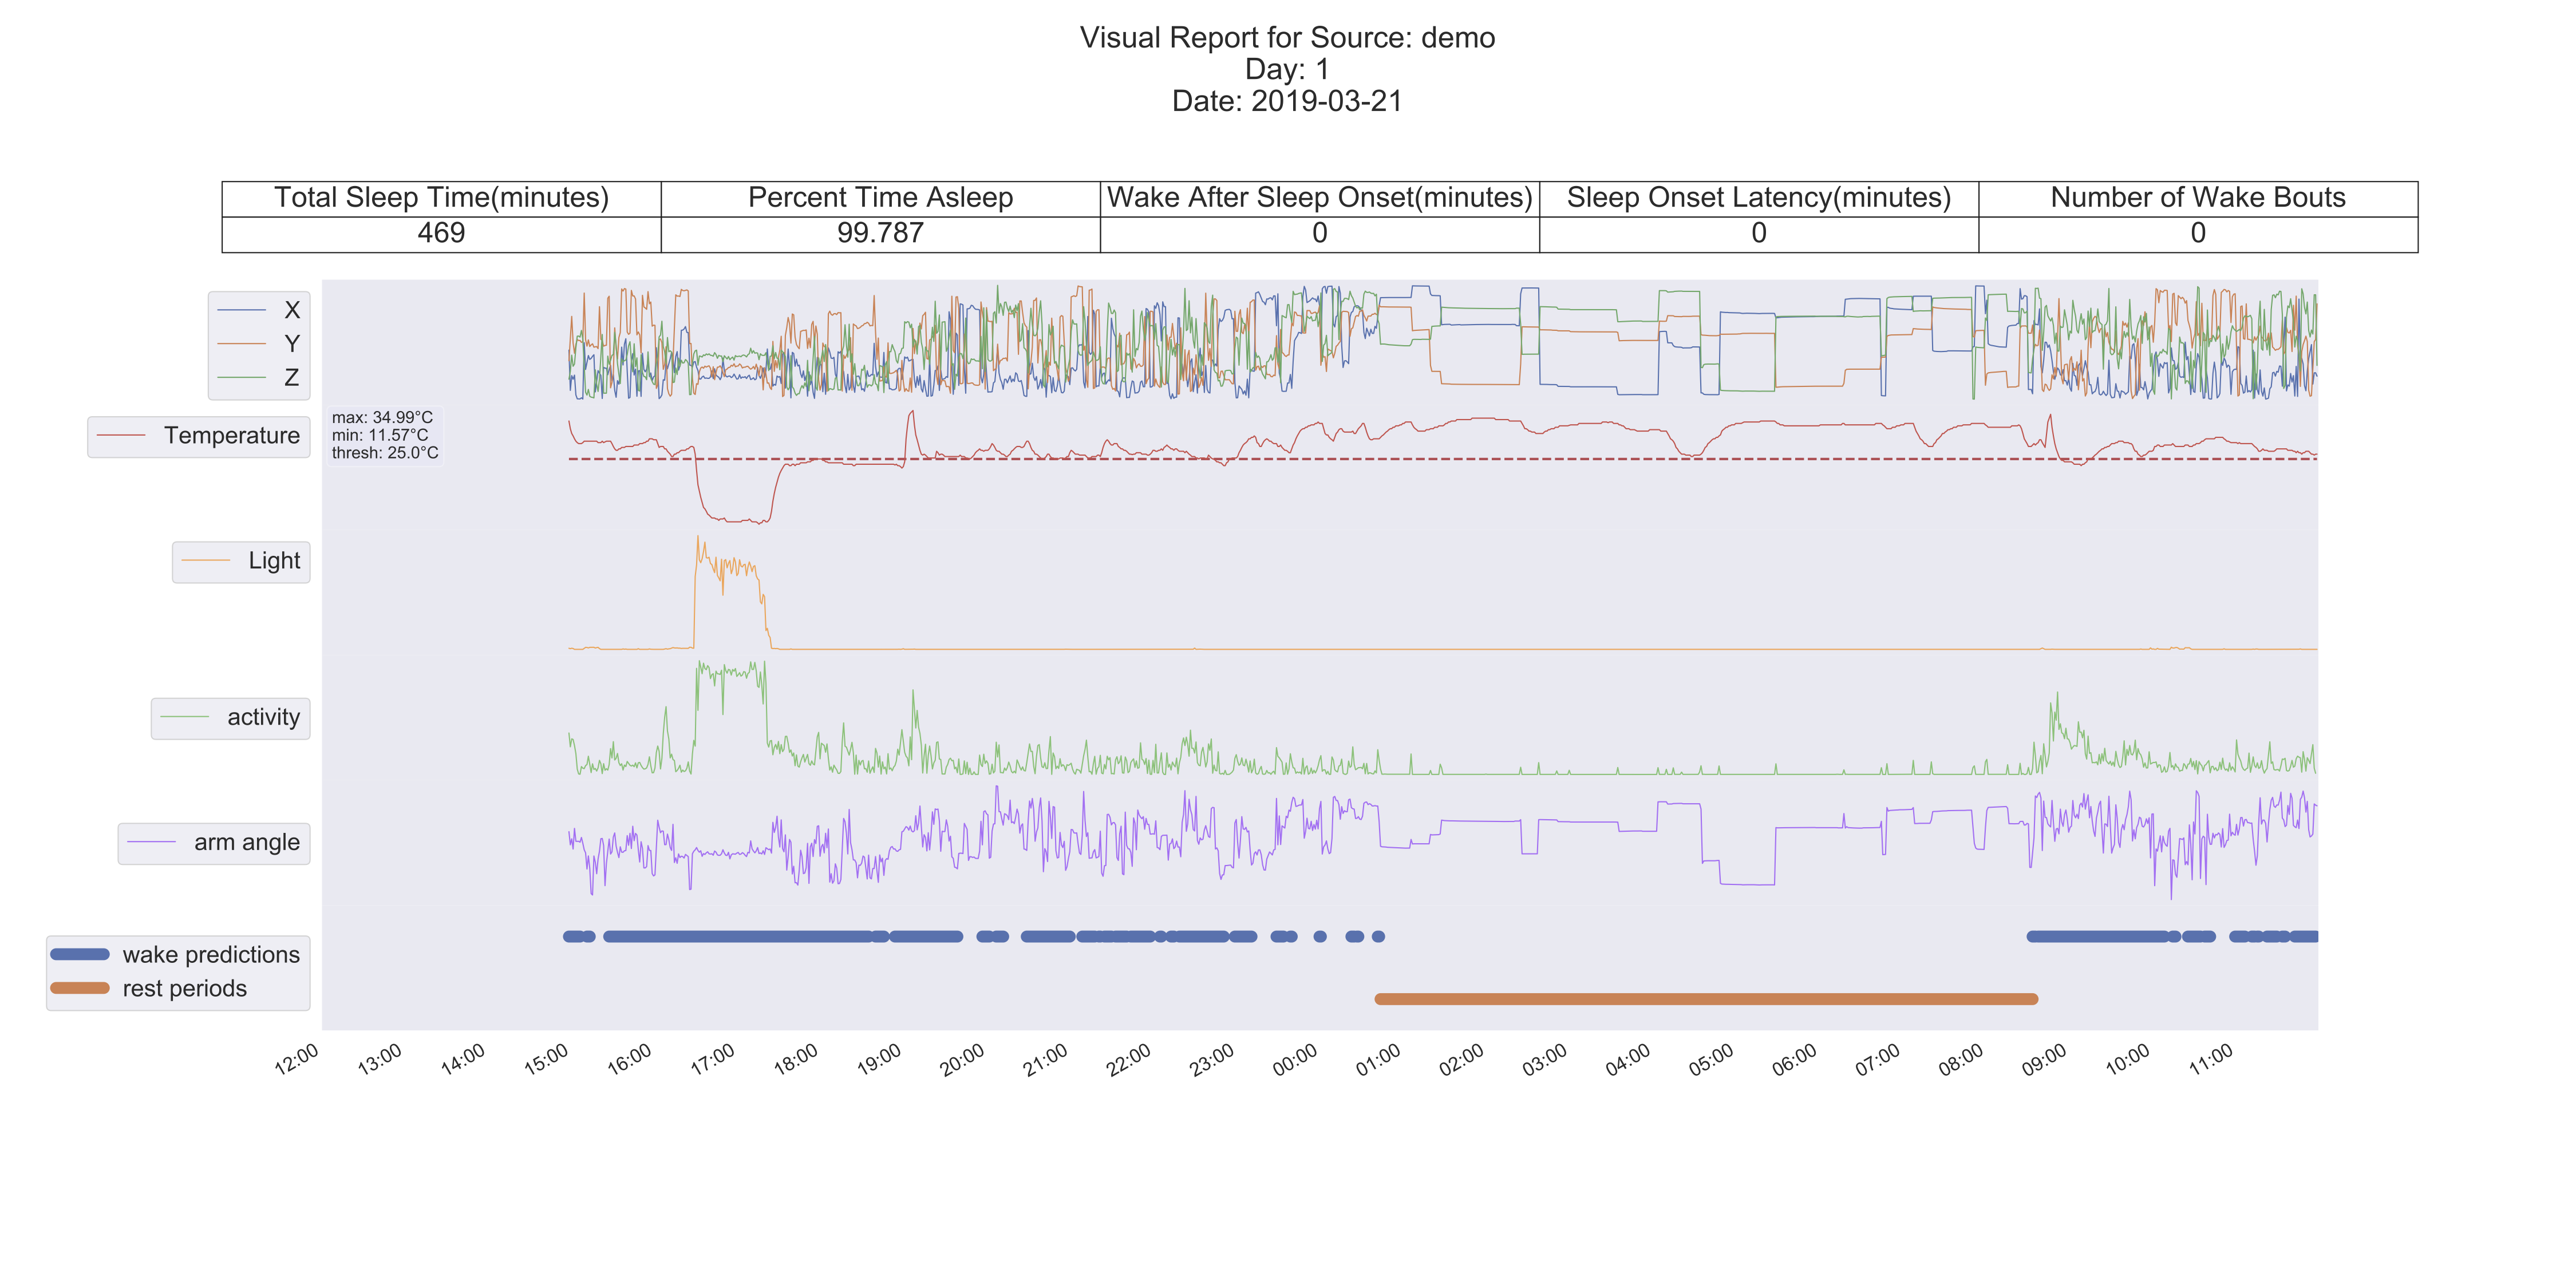 Visual Report for Source: demo
Day: 1
Date: 2019-03-21
Total Sleep Time(minutes) Percent Time Asleep Wake After Sleep Onset(minutes) Sleep Onset Latency(minutes) Number of Wake Bouts
469 99.787 0 0 0
X
Y
Z
Temperature
max: 34.99°C
min: 11.57°C
thresh: 25.0°C
Light
activity
arm angle
wake predictions
rest periods
12:00 13:00 14:00 15:00 16:00 17:00 18:00 19:00 20:00 21:00 22:00 23:00 00:00 01:00 02:00 03:00 04:00 05:00 06:00 07:00 08:00 09:00 10:00 11:00